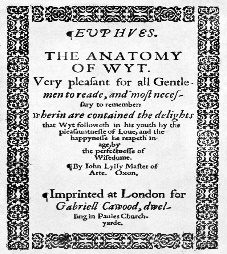 ¶ EUPHVES.
THE ANATOMY
OF WYT.
Very pleasant for all Gentle-
men to reade, and most neces-
sary to remember:
wherin are contained the delights
that Wyt followeth in his youth by the
pleasauntnesse of Loue, and the
happynesse he reapeth in
age, by
the perfectnesse of
Wisedome.
¶ By Iohn Lylly Master of
Arte. Oxon.
¶ Imprinted at London for
Gabriell Cawood, dwel-
ling in Paules Church-
yarde.